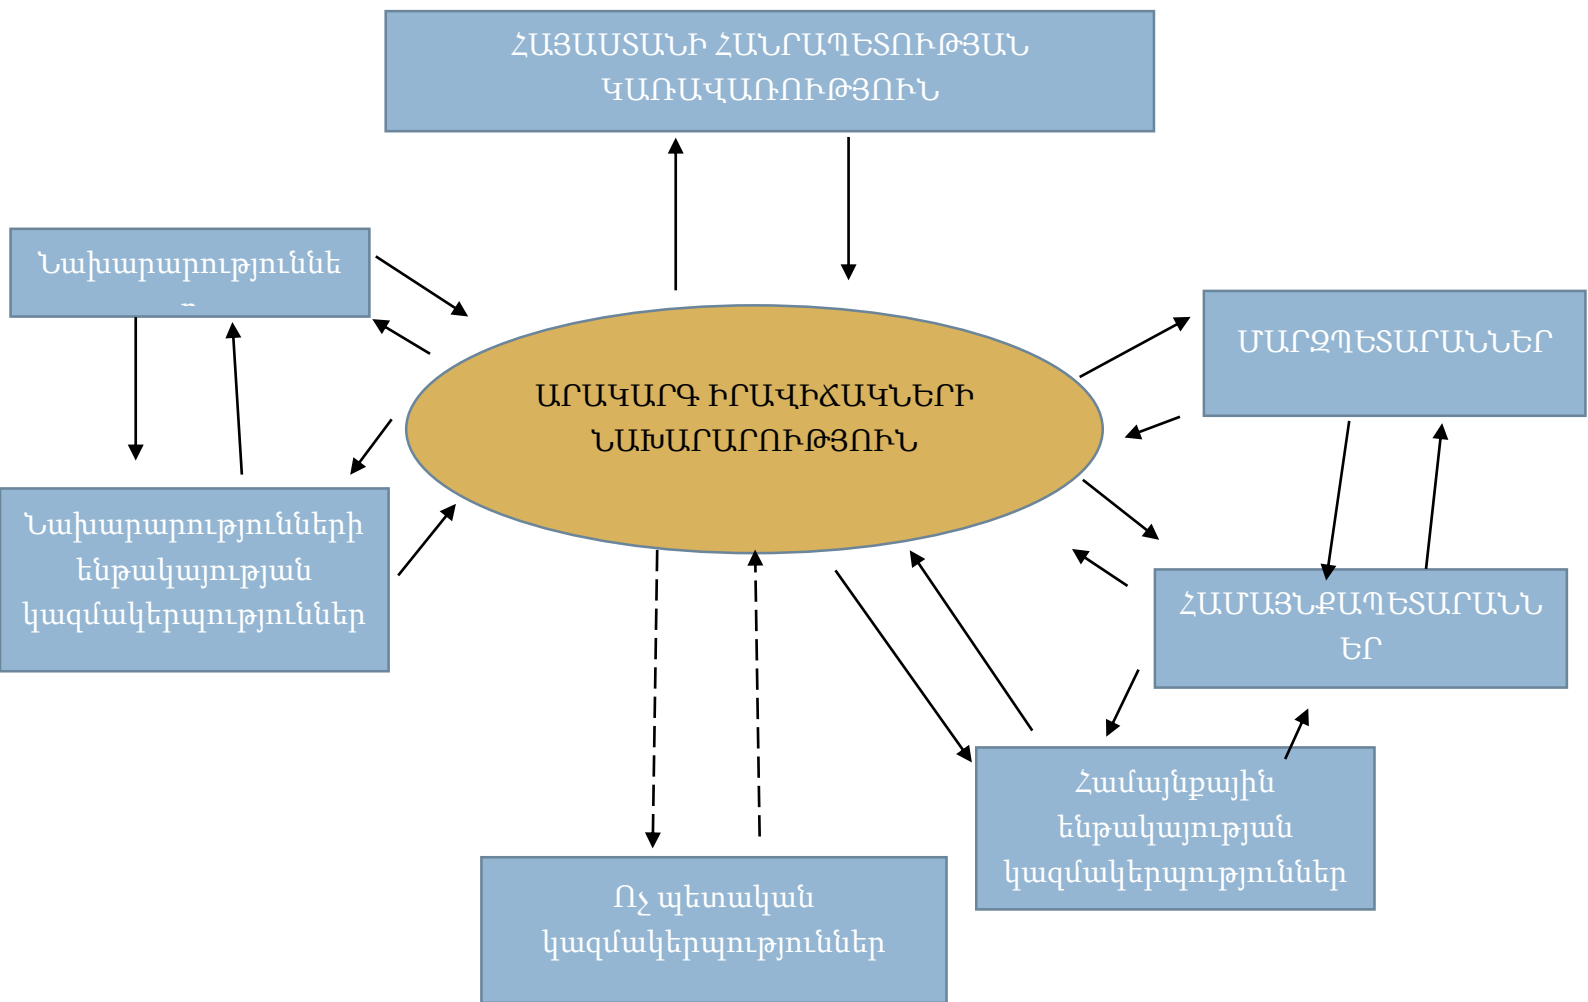 ՀԱՅԱՍՏԱՆԻ ՀԱՆՐԱՊԵՏՈՒԹՅԱՆ
ԿԱՌԱՎԱՌՈՒԹՅՈՒՆ
Նախարարություննե
ր
ՄԱՐԶՊԵՏԱՐԱՆՆԵՐ
ԱՐԱԿԱՐԳ ԻՐԱՎԻՃԱԿՆԵՐԻ
ՆԱԽԱՐԱՐՈՒԹՅՈՒՆ
Նախարարությունների
ենթակայության
կազմակերպություններ
ՀԱՄԱՅՆՔԱՊԵՏԱՐԱՆՆ
ԵՐ
Համայնքային
ենթակայության
կազմակերպություններ
Ոչ պետական
կազմակերպություններ